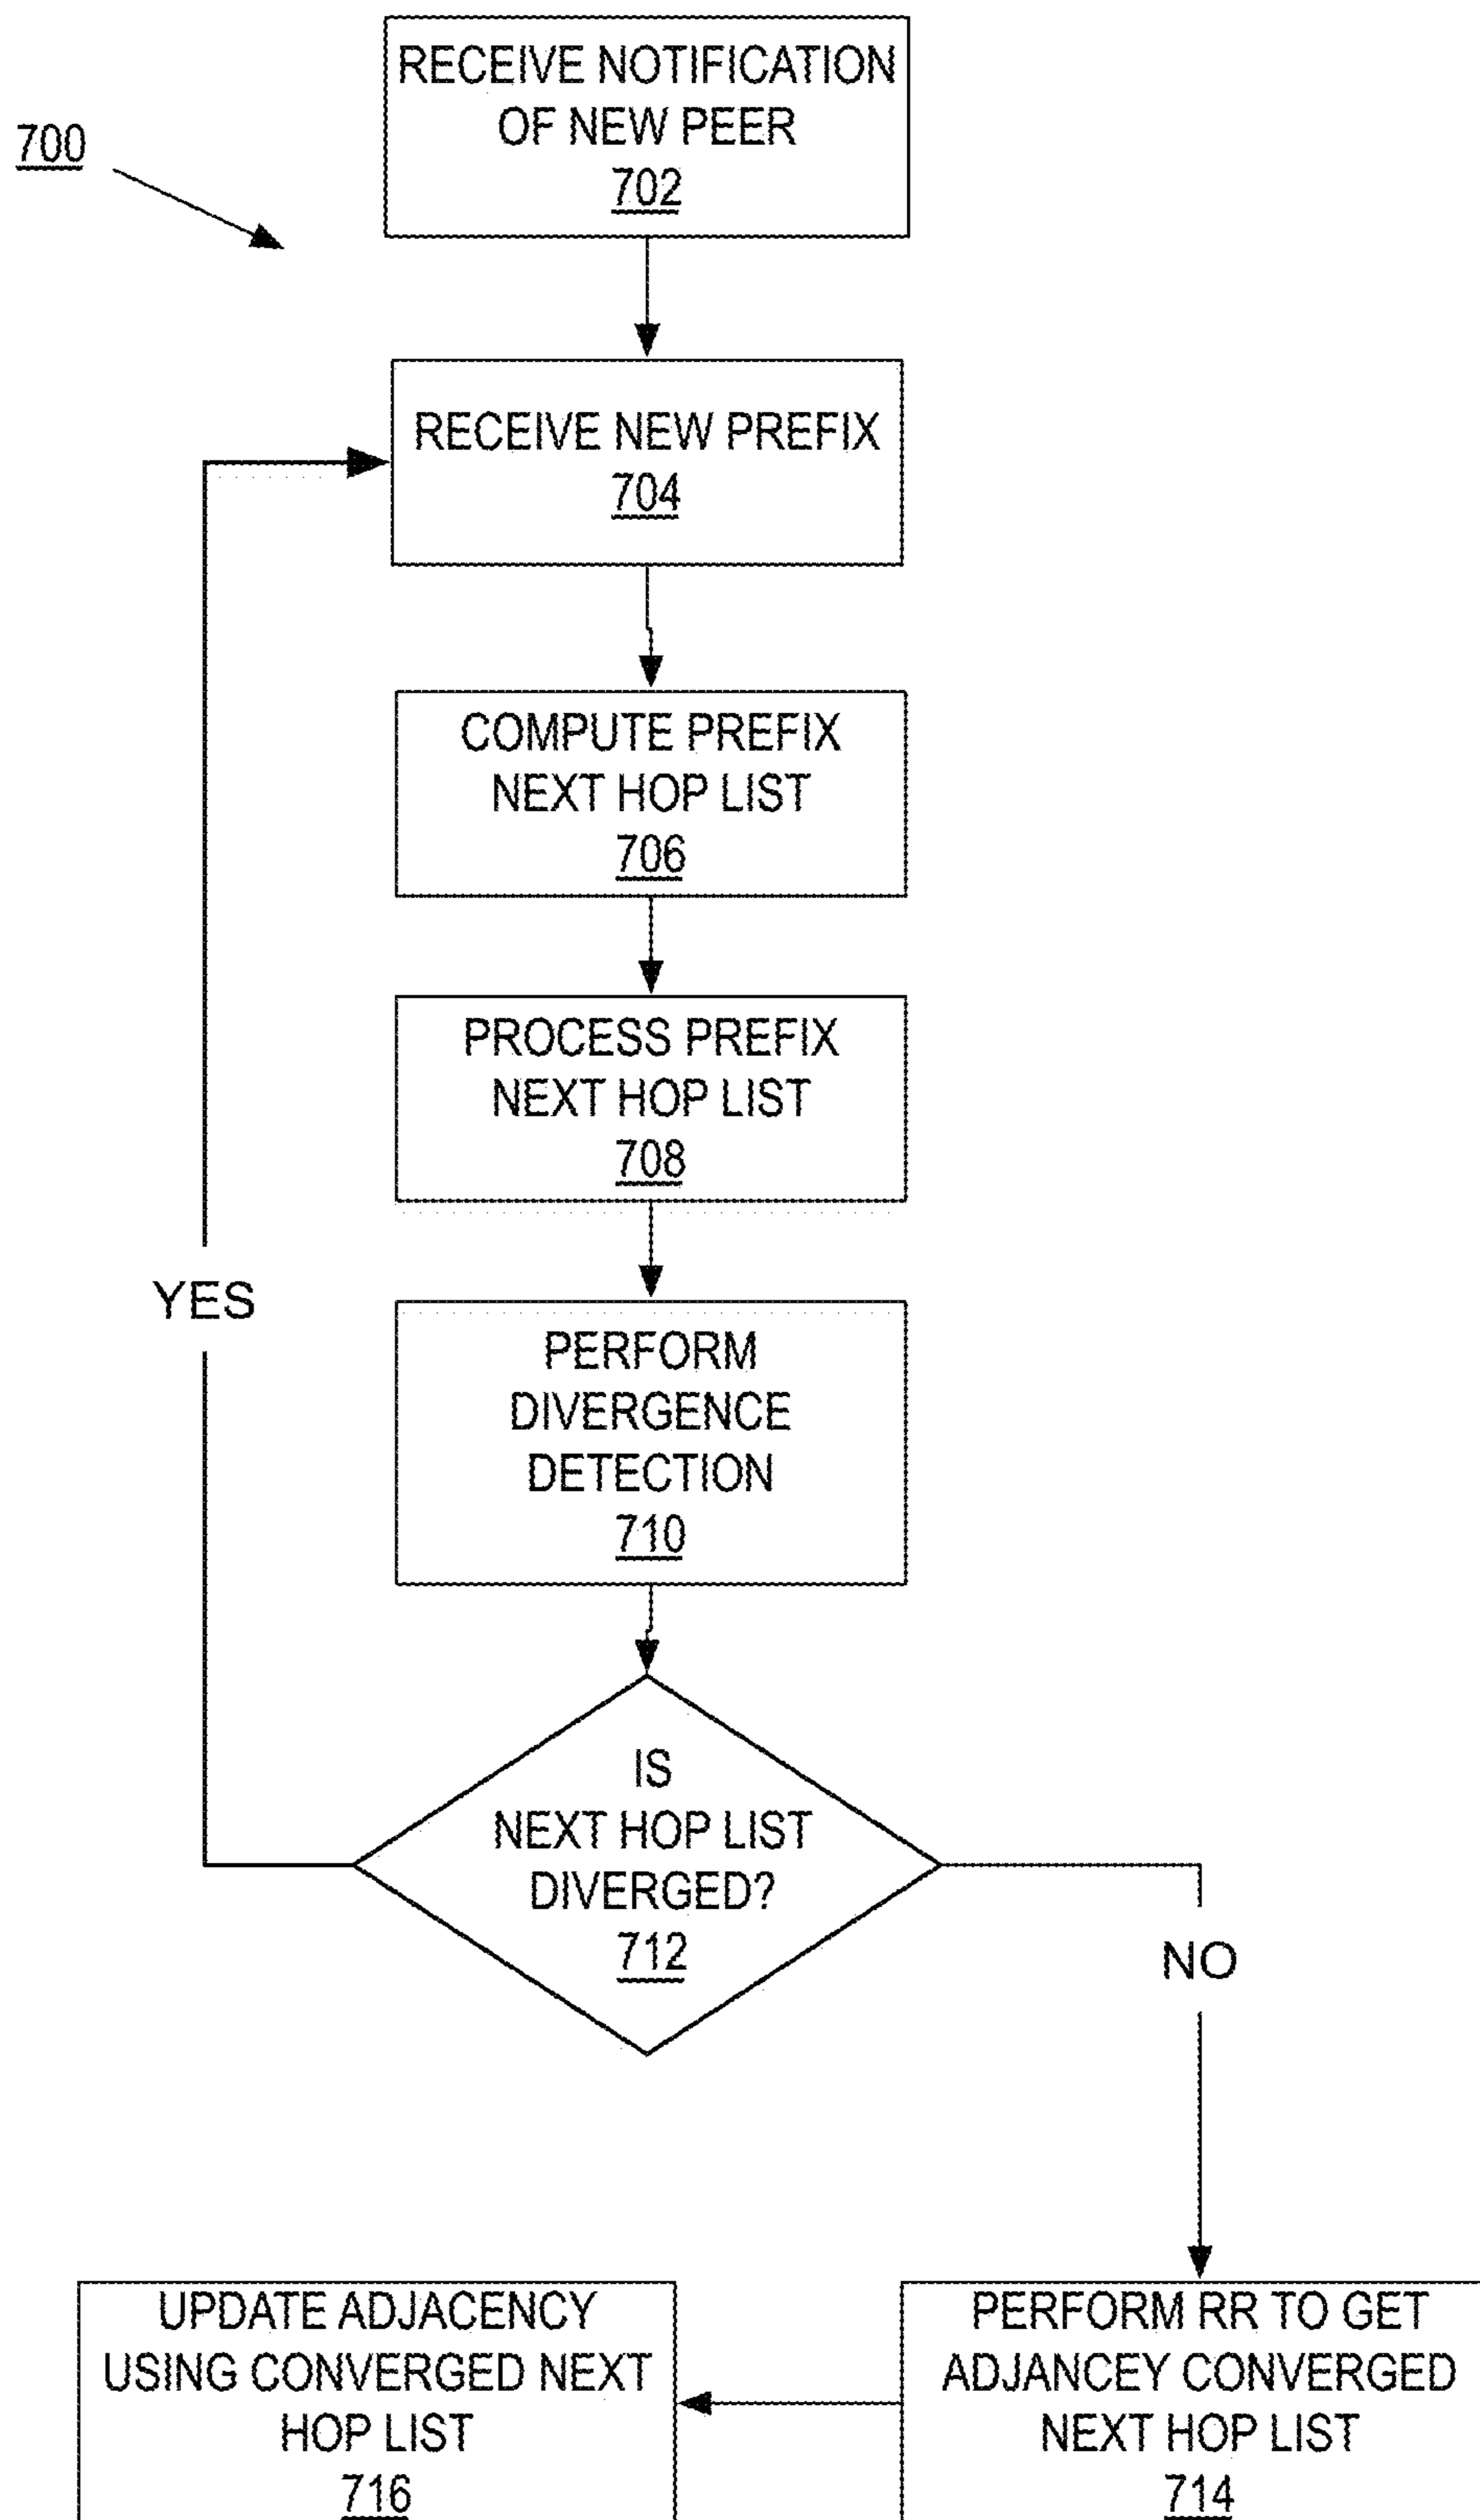 RECEIVE NOTIFICATION
OF NEW PEER
702
700
RECEIVE NEW PREFIX
704
COMPUTE PREFIX
NEXT HOP LIST
706
PROCESS PREFIX
NEXT HOP LIST
708
YES
PERFORM
DIVERGENCE
DETECTION
710
IS
NEXT HOP LIST
DIVERGED?
712
NO
UPDATE ADJACENCY
USING CONVERGED NEXT
HOP LIST
716
PERFORM RR TO GET
ADJANCEY CONVERGED
NEXT HOP LIST
714